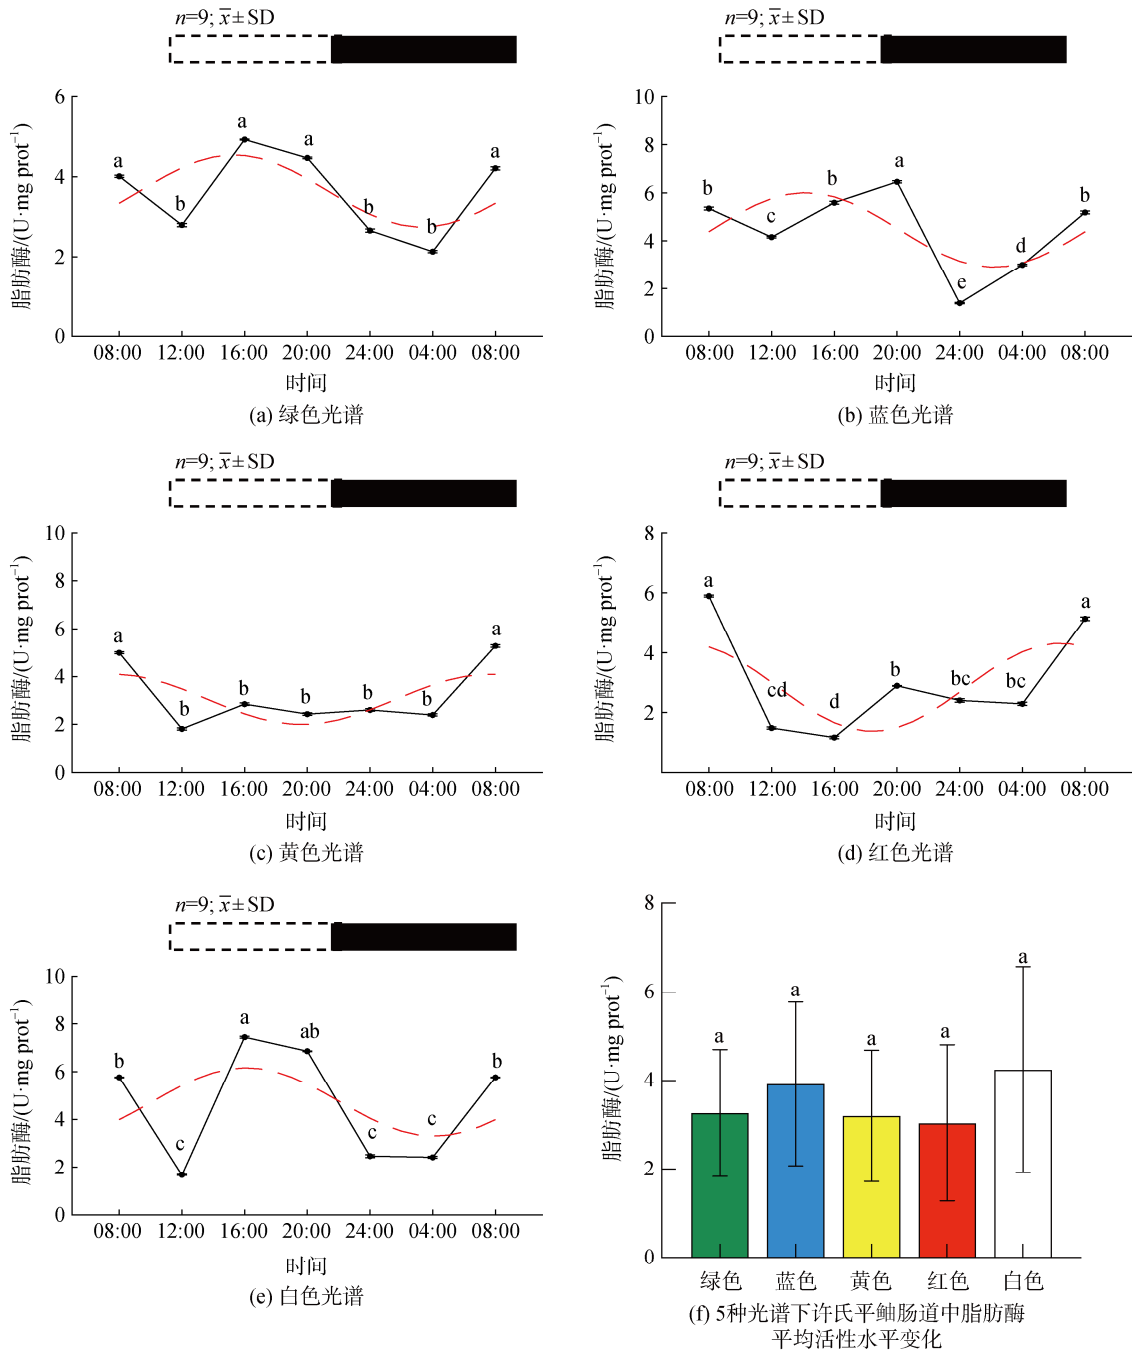 n=9; x̅±SD
脂肪酶/(U·mg prot⁻¹)
6
4
2
0
a
b
a
a
b
b
a
08:00 12:00 16:00 20:00 24:00 04:00 08:00
时间
(a) 绿色光谱
n=9; x̅±SD
脂肪酶/(U·mg prot⁻¹)
10
8
6
4
2
0
b
c
b
a
e
d
b
08:00 12:00 16:00 20:00 24:00 04:00 08:00
时间
(b) 蓝色光谱
n=9; x̅±SD
脂肪酶/(U·mg prot⁻¹)
10
8
6
4
2
0
a
b
b
b
b
b
a
08:00 12:00 16:00 20:00 24:00 04:00 08:00
时间
(c) 黄色光谱
n=9; x̅±SD
脂肪酶/(U·mg prot⁻¹)
8
6
4
2
a
cd
d
b
bc
bc
a
08:00 12:00 16:00 20:00 24:00 04:00 08:00
时间
(d) 红色光谱
n=9; x̅±SD
脂肪酶/(U·mg prot⁻¹)
10
8
6
4
2
0
b
c
a
ab
c
c
b
08:00 12:00 16:00 20:00 24:00 04:00 08:00
时间
(e) 白色光谱
脂肪酶/(U·mg prot⁻¹)
8
6
4
2
0
a
a
a
a
a
绿色 蓝色 黄色 红色 白色
(f) 5种光谱下许氏平鲉肠道中脂肪酶
平均活性水平变化